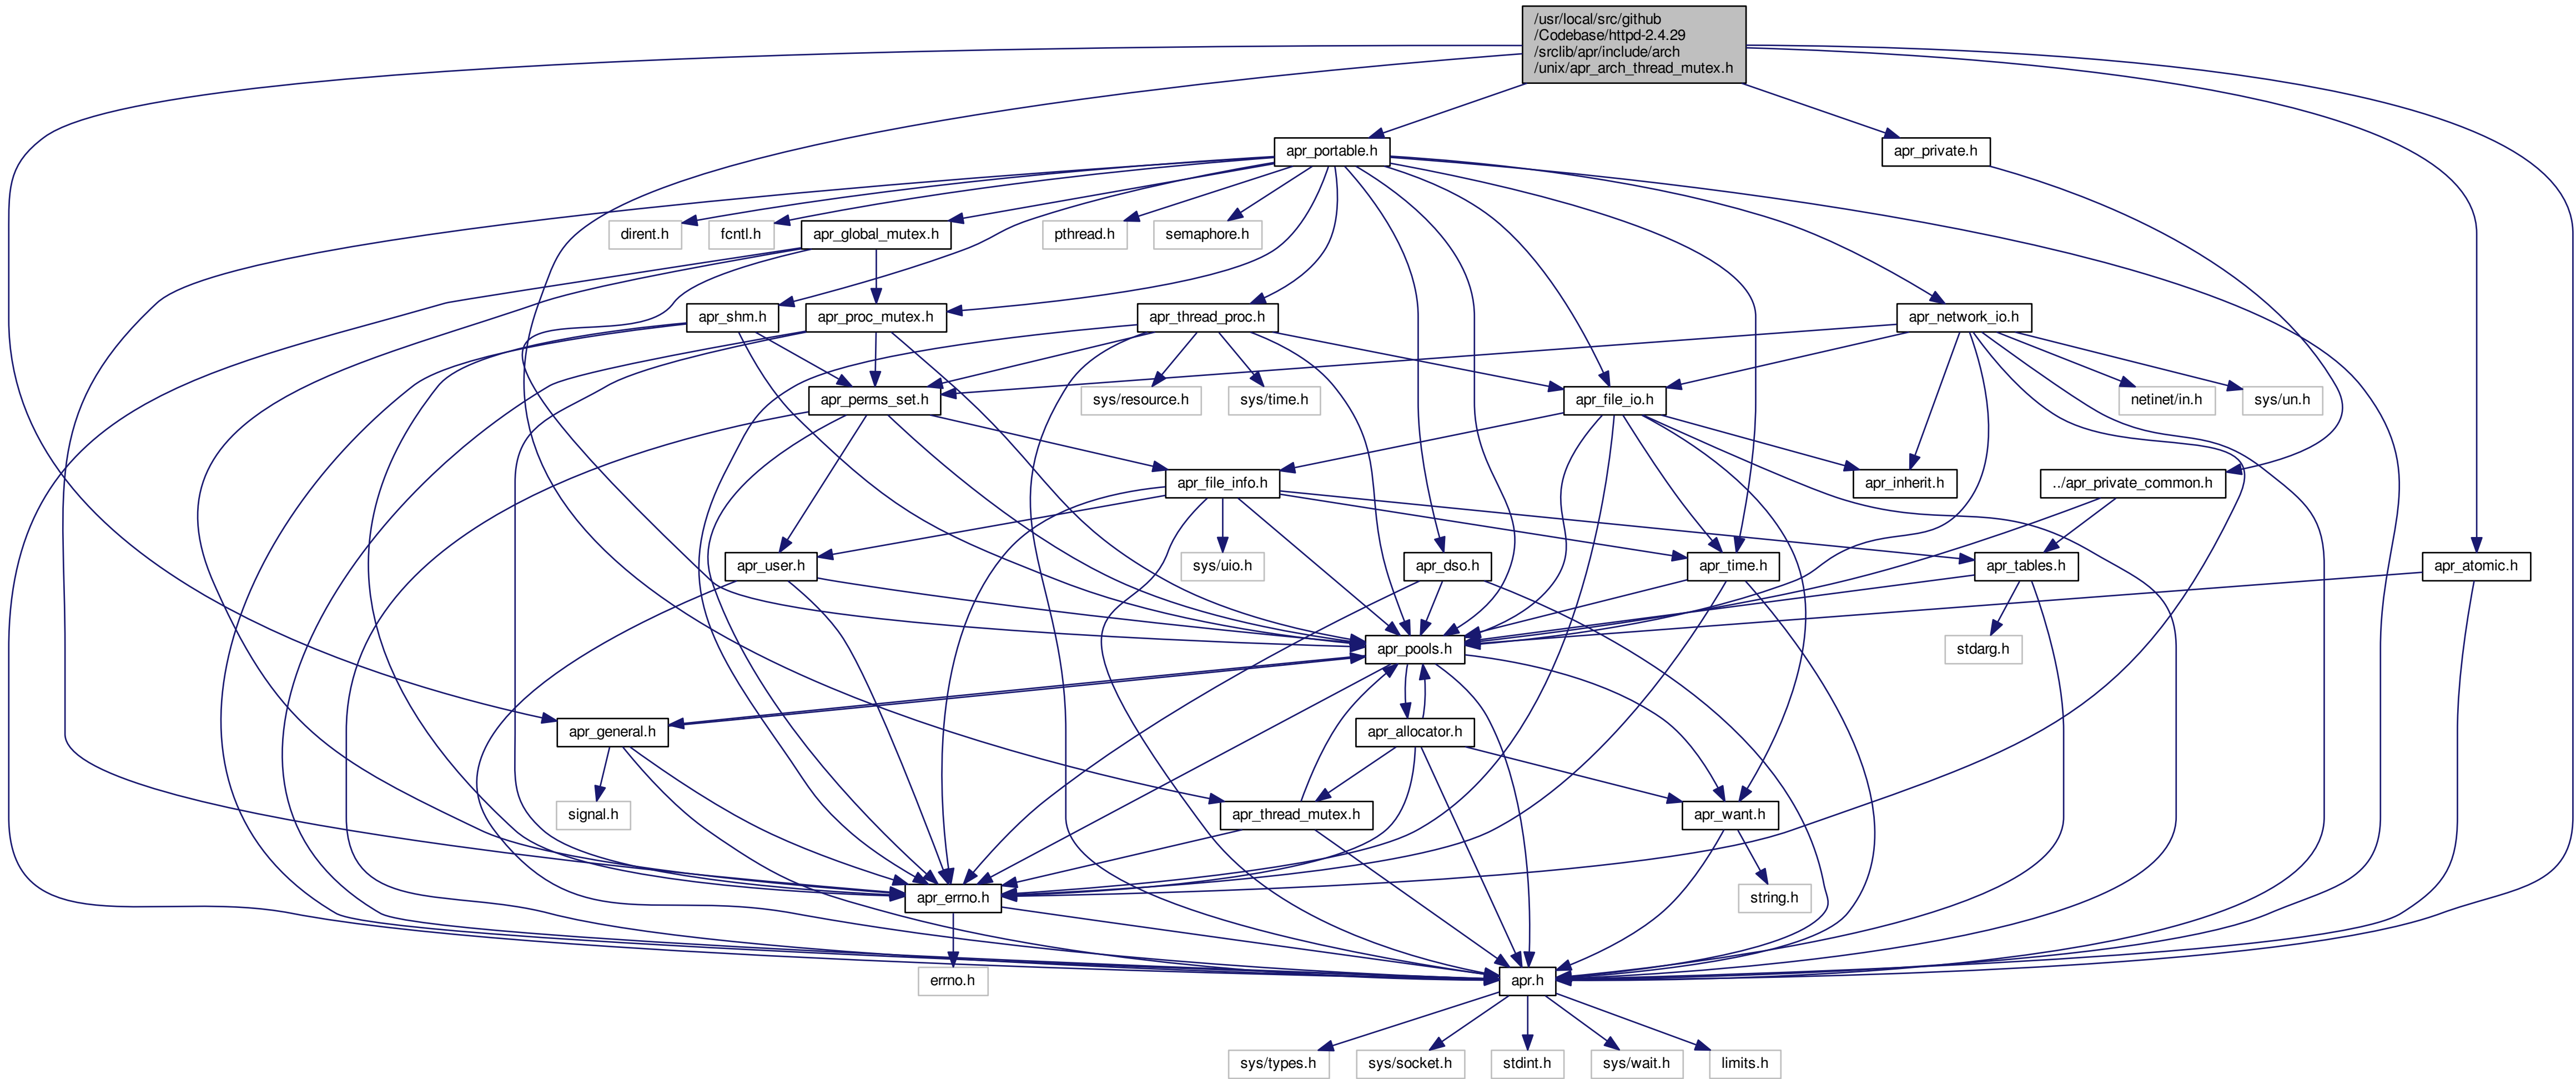 /usr/local/src/github
/Codebase/httpd-2.4.29
/srclib/apr/include/arch
/unix/apr_arch_thread_mutex.h
apr_portable.h
apr_private.h
dirent.h
fcntl.h
apr_global_mutex.h
pthread.h
semaphore.h
apr_shm.h
apr_proc_mutex.h
apr_thread_proc.h
apr_network_io.h
apr_perms_set.h
sys/resource.h
sys/time.h
apr_file_io.h
netinet/in.h
sys/un.h
apr_file_info.h
apr_inherit.h
../apr_private_common.h
apr_user.h
sys/uio.h
apr_dso.h
apr_time.h
apr_tables.h
apr_atomic.h
apr_pools.h
stdarg.h
apr_general.h
apr_allocator.h
signal.h
apr_thread_mutex.h
apr_want.h
apr_errno.h
string.h
errno.h
apr.h
sys/types.h
sys/socket.h
stdint.h
sys/wait.h
limits.h